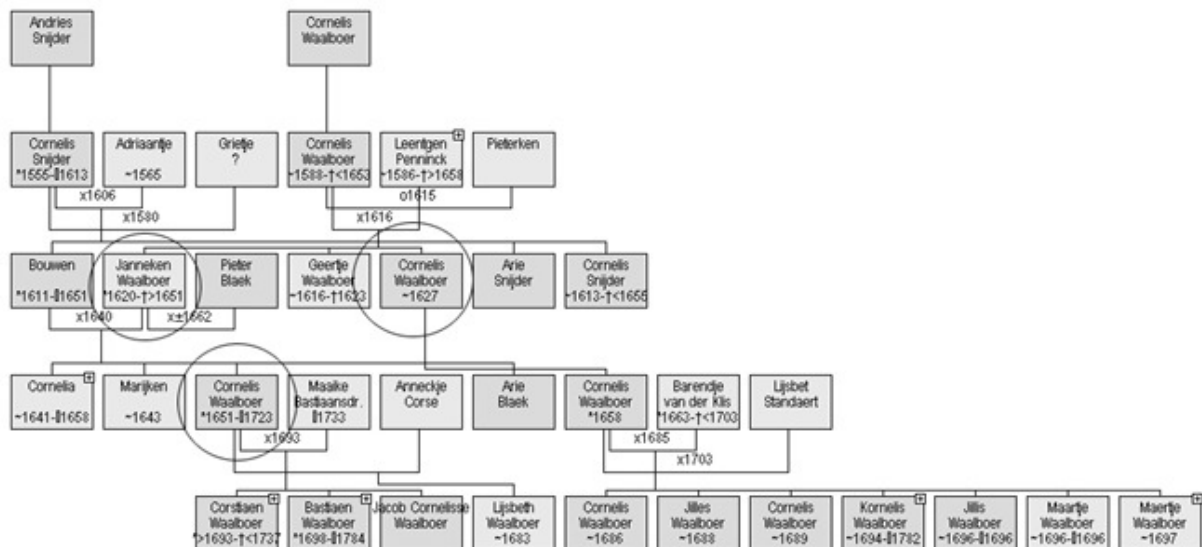 Andries
Snijder
Cornelis
Waalboer
Cornelis
Snijder
*1555-▯1613
Adriaantje
~1565
Grietje
?
Cornelis
Waalboer
~1588-†<1653
Leentgen
Penninck
~1586-†>1658
Pieterken
x1606
x1580
o1615
x1616
Bouwen
*1611-▯1651
Janneken
Waalboer
*1620-†>1651
Pieter
Blaek
Geertje
Waalboer
~1616-†1623
Cornelis
Waalboer
~1627
Arie
Snijder
Cornelis
Snijder
~1613-†<1655
x1640
x±1662
Cornelia
~1641-▯1658
Marijken
~1643
Cornelis
Waalboer
*1651-▯1723
Maaike
Bastiaansdr.
▯1733
Anneckje
Corse
Arie
Blaek
Cornelis
Waalboer
*1658
Barendje
van der Klis
*1663-†<1703
Lijsbet
Standaert
x1693
x1685
x1703
Corstiaen
Waalboer
*>1693-†<1737
Bastiaen
Waalboer
*1698-▯1784
Jacob Cornelisse
Waalboer
Lijsbeth
Waalboer
~1683
Cornelis
Waalboer
~1686
Jilles
Waalboer
~1688
Cornelis
Waalboer
~1689
Kornelis
Waalboer
~1694-▯1782
Jillis
Waalboer
~1696-▯1696
Maartje
Waalboer
~1696-▯1696
Maertje
Waalboer
~1697